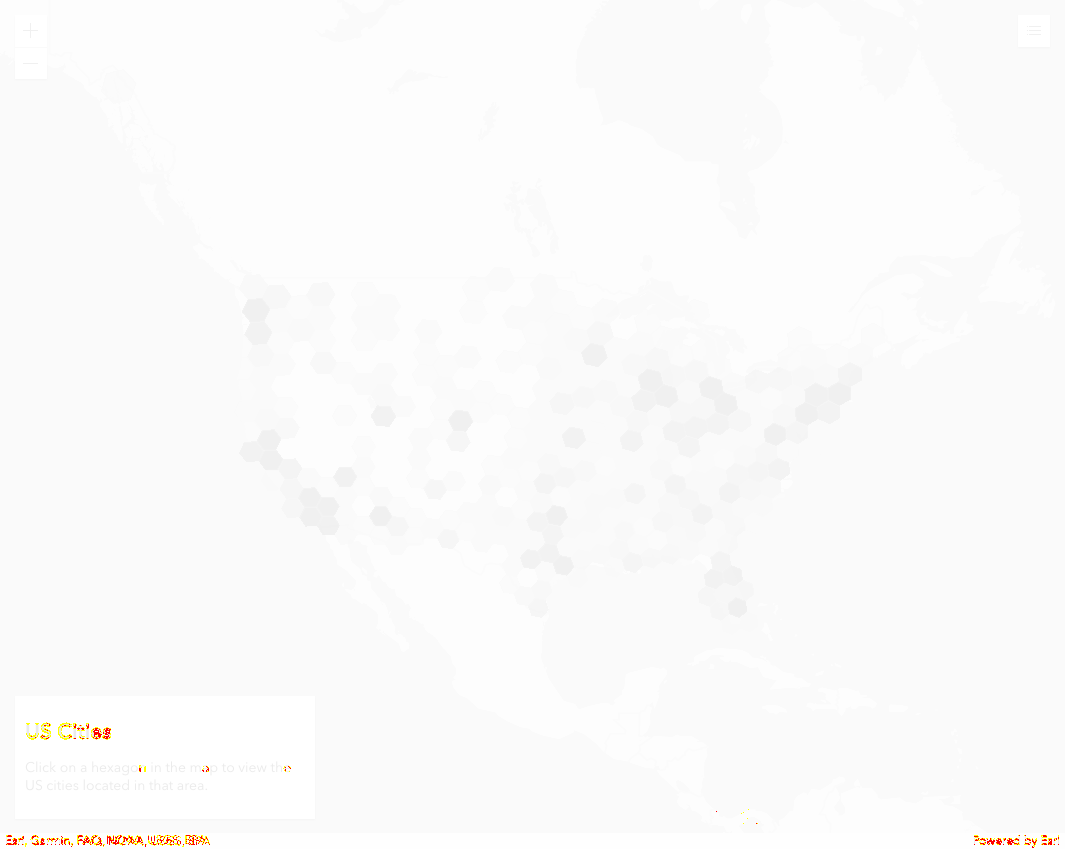 US Cities
Click on a hexagon in the map to view the
US cities located in that area.
Esri, Garmin, FAO, NOAA, USGS, EPA
Powered by Esri